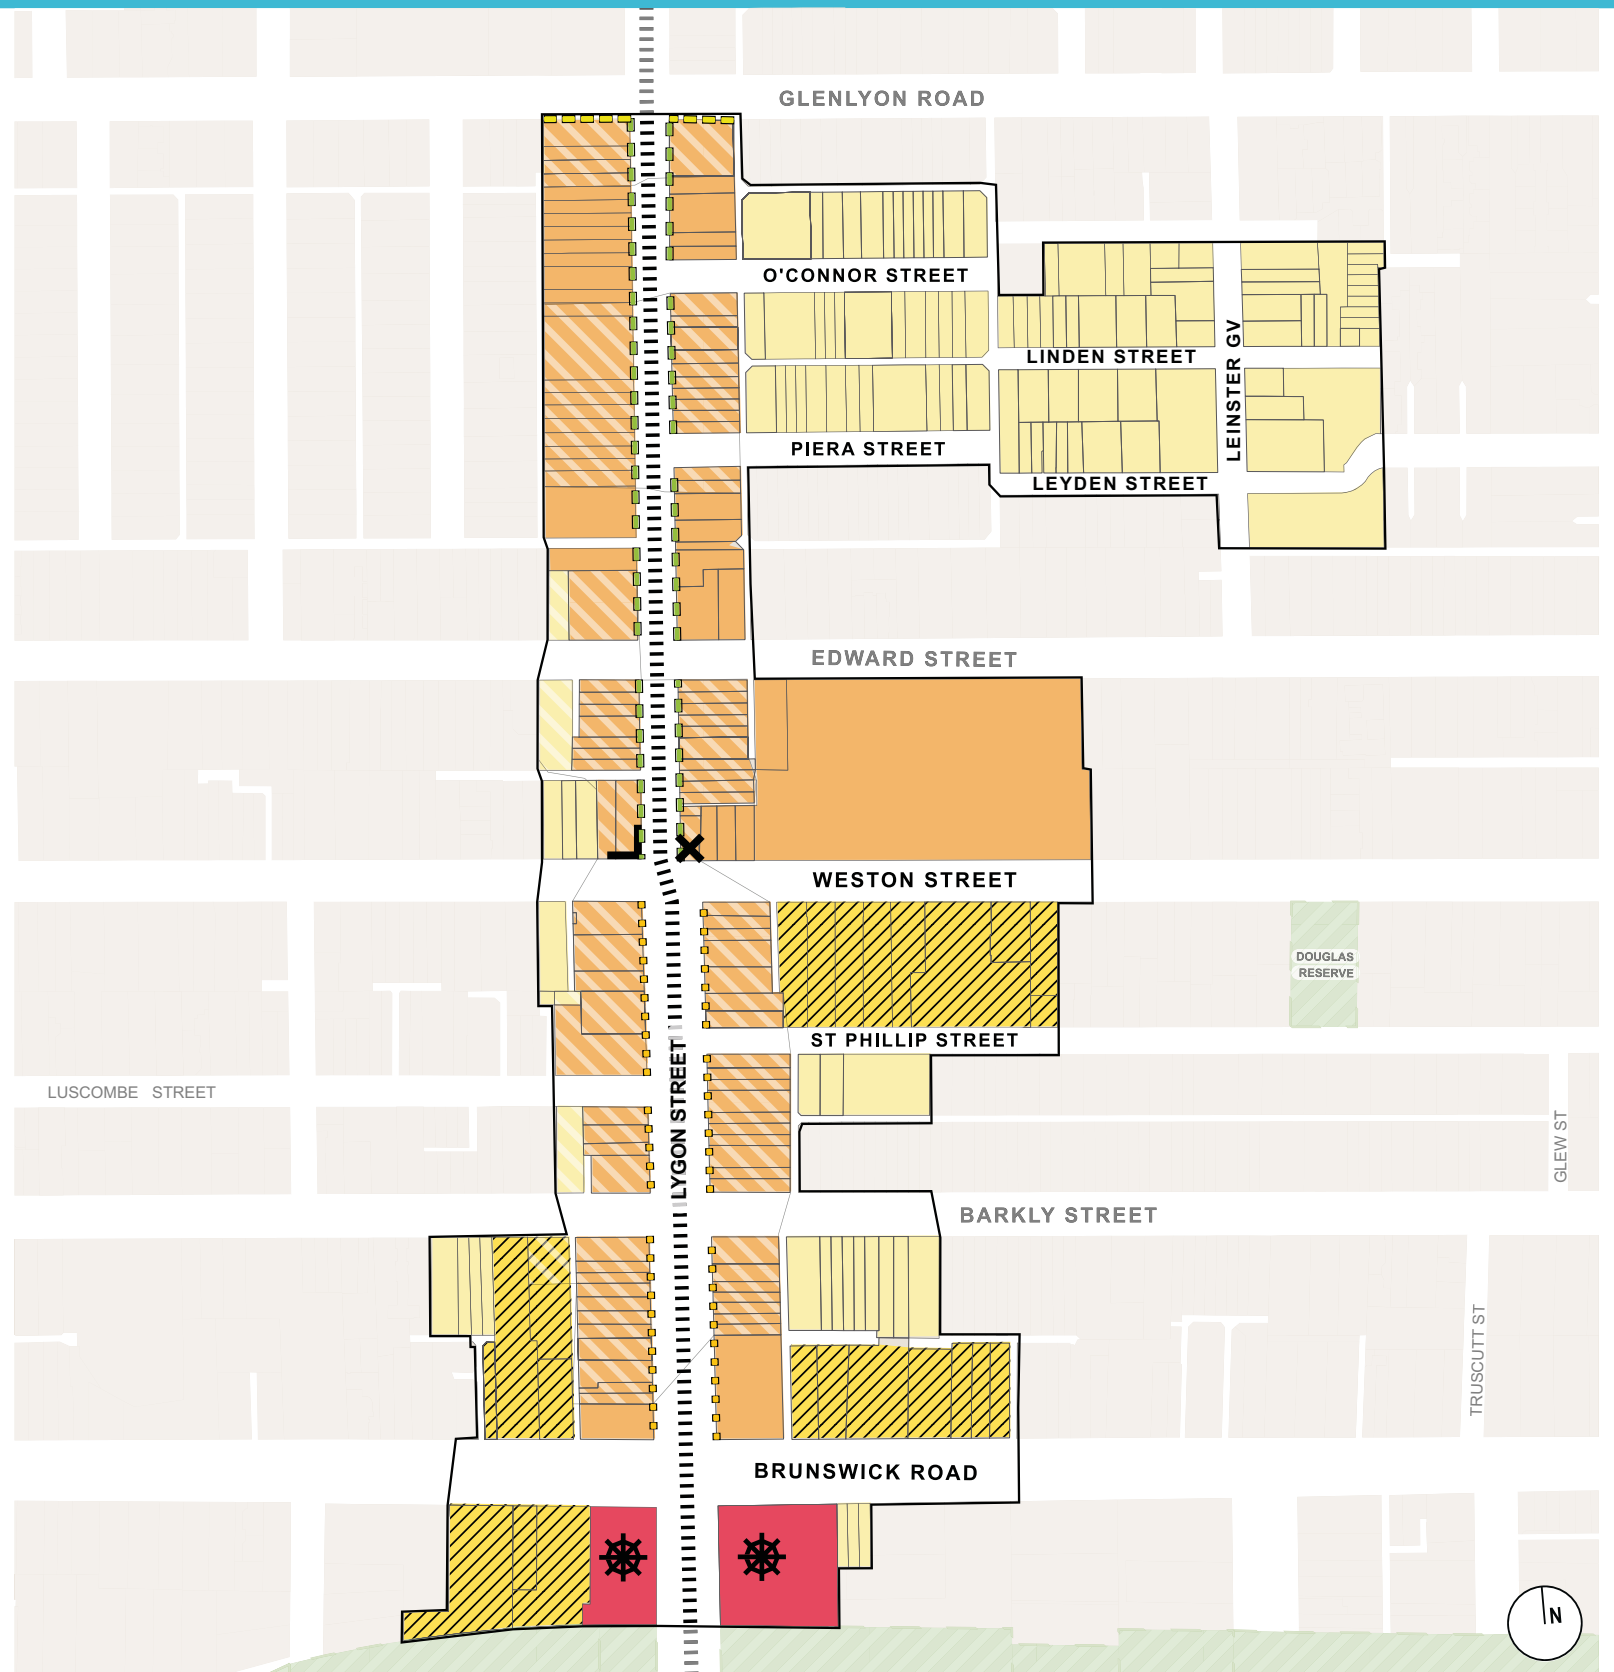 GLENLYON ROAD
O'CONNOR STREET
LINDEN STREET
LEINSTER GV
PIERA STREET
LEYDEN STREET
EDWARD STREET
WESTON STREET
DOUGLAS
RESERVE
ST PHILLIP STREET
LYGON STREET
LUSCOMBE STREET
GLEW ST
BARKLY STREET
TRUSCUTT ST
BRUNSWICK ROAD
N